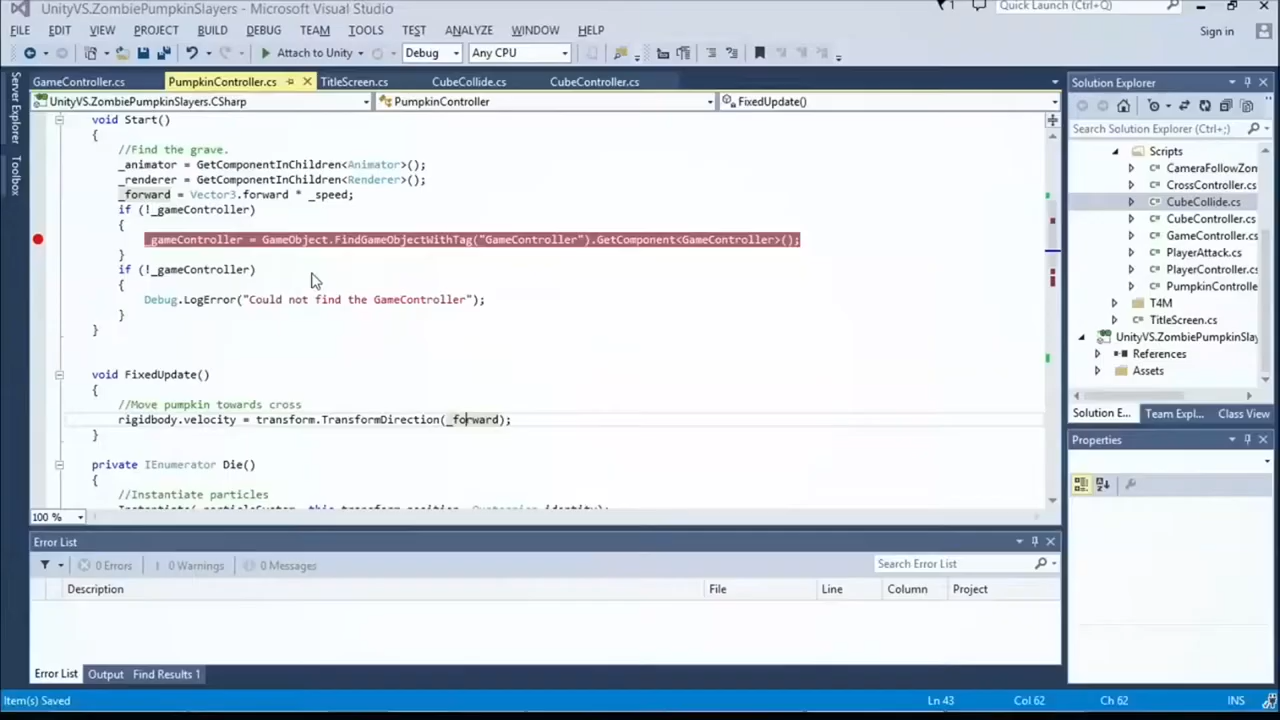 UnityVS.ZombiePumpkinSlayers - Microsoft Visual Studio
1
Quick Launch (Ctrl+Q)
FILE EDIT VIEW PROJECT BUILD DEBUG TEAM TOOLS TEST ANALYZE WINDOW HELP
Sign in
Attach to Unity Debug Any CPU
Server Explorer
Toolbox
GameController.cs PumpkinController.cs TitleScreen.cs CubeCollide.cs CubeController.cs
UnityVS.ZombiePumpkinSlayers.CSharp PumpkinController FixedUpdate()
void Start()
{
//Find the grave.
_animator = GetComponentInChildren<Animator>();
_renderer = GetComponentInChildren<Renderer>();
_forward = Vector3.forward * _speed;
if (!_gameController)
{
_gameController = GameObject.FindGameObjectWithTag("GameController").GetComponent<GameController>();
}
if (!_gameController)
{
Debug.LogError("Could not find the GameController");
}
}
void FixedUpdate()
{
//Move pumpkin towards cross
rigidbody.velocity = transform.TransformDirection(_forward);
}
private IEnumerator Die()
{
//Instantiate particles
100 %
Error List
0 Errors 0 Warnings 0 Messages
Search Error List
Description File Line Column Project
Error List Output Find Results 1
Solution Explorer
Search Solution Explorer (Ctrl+;)
Scripts
CameraFollowZon
CrossController.cs
CubeCollide.cs
CubeController.cs
GameController.cs
PlayerAttack.cs
PlayerController.cs
PumpkinControlle
T4M
TitleScreen.cs
UnityVS.ZombiePumpkinSlay
References
Assets
Solution E... Team Expl... Class View
Properties
Item(s) Saved
Ln 43 Col 62 Ch 62 INS